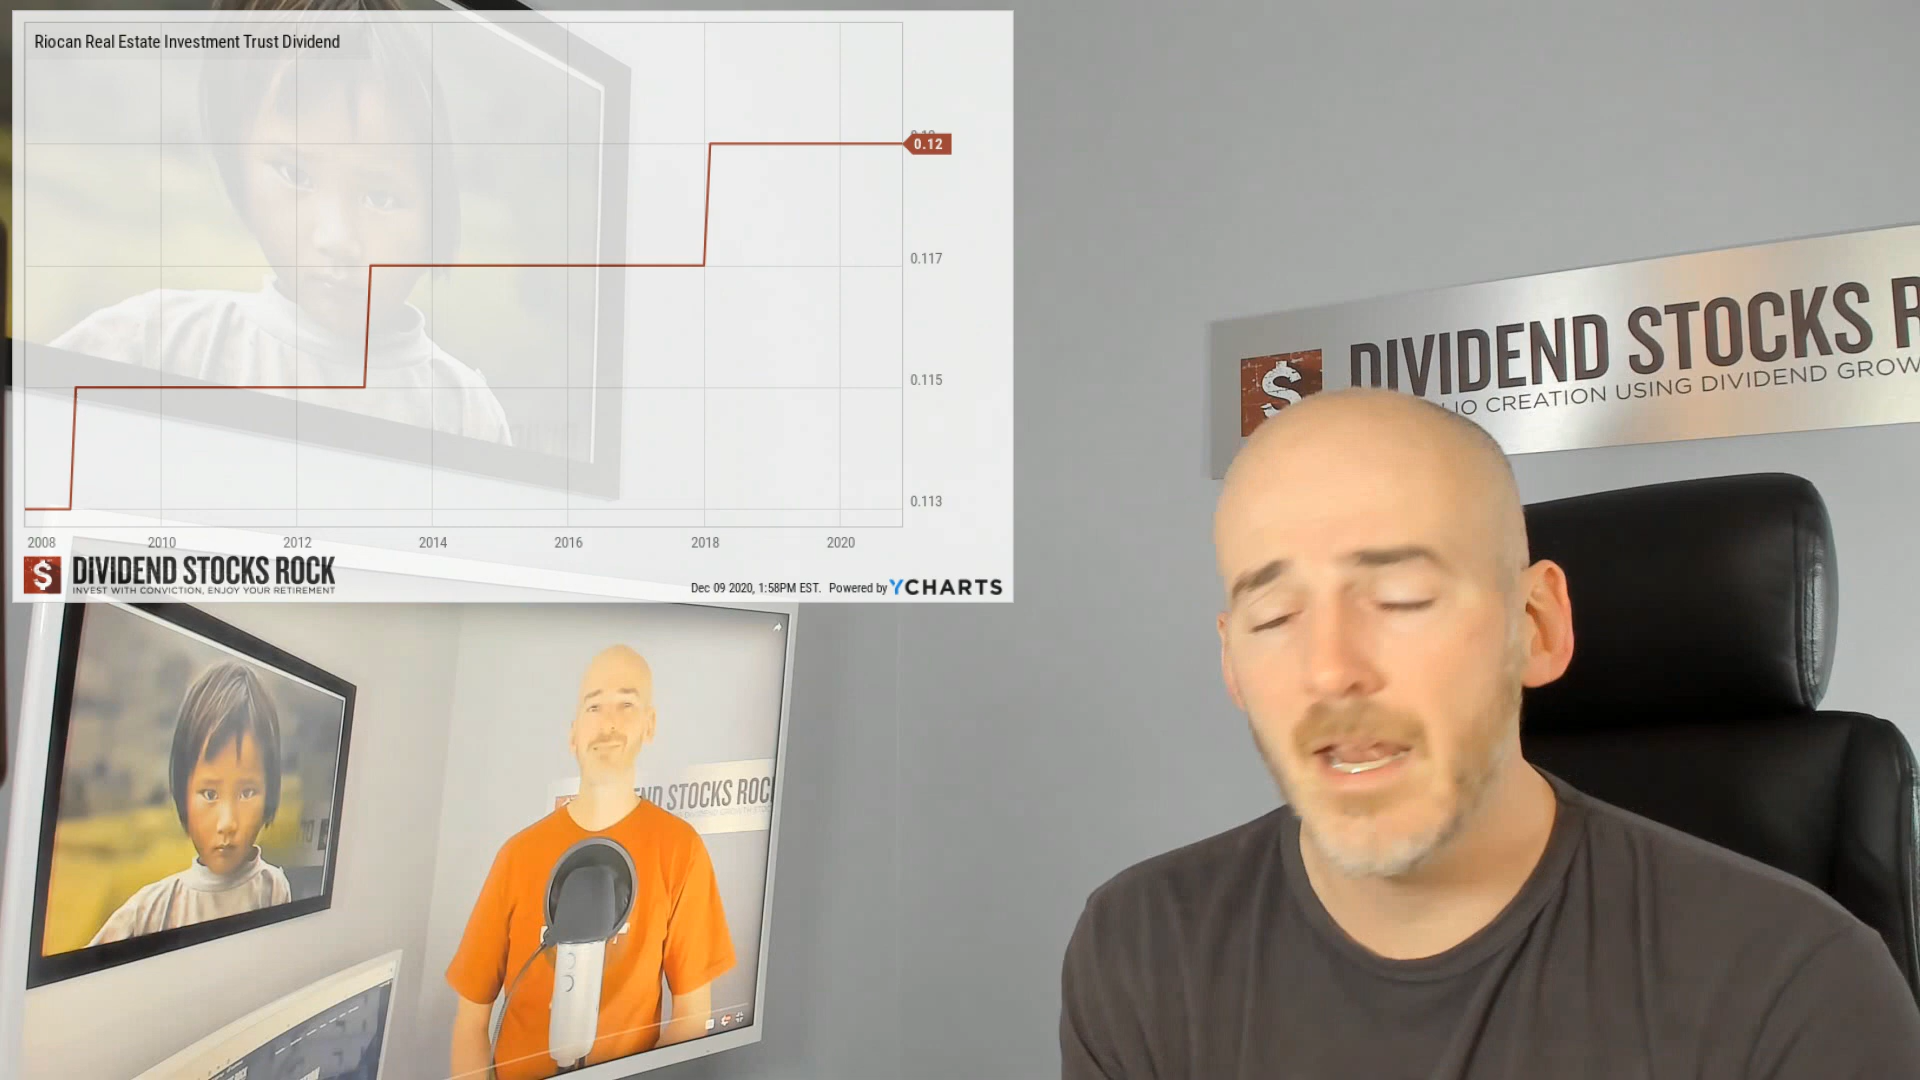 Riocan Real Estate Investment Trust Dividend
0.12
0.117
0.115
0.113
2008 2010 2012 2014 2016 2018 2020
$ DIVIDEND STOCKS ROCK
INVEST WITH CONVICTION, ENJOY YOUR RETIREMENT
Dec 09 2020, 1:58PM EST. Powered by YCHARTS
$ DIVIDEND STOCKS R
IO CREATION USING DIVIDEND GROW
ND STOCKS ROC